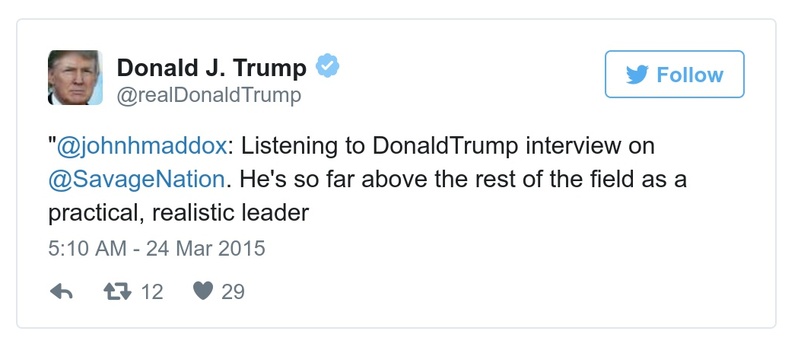 Donald J. Trump
@realDonaldTrump
Follow
"@johnhmaddox: Listening to DonaldTrump interview on
@SavageNation. He's so far above the rest of the field as a
practical, realistic leader
5:10 AM - 24 Mar 2015
12 29